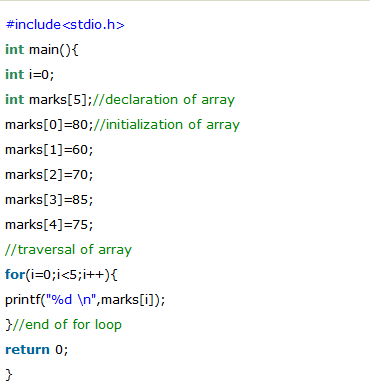 #include<stdio.h>
int main(){
int i=0;
int marks[5];//declaration of array
marks[0]=80;//initialization of array
marks[1]=60;
marks[2]=70;
marks[3]=85;
marks[4]=75;
//traversal of array
for(i=0;i<5;i++){
printf("%d \n",marks[i]);
}//end of for loop
return 0;
}